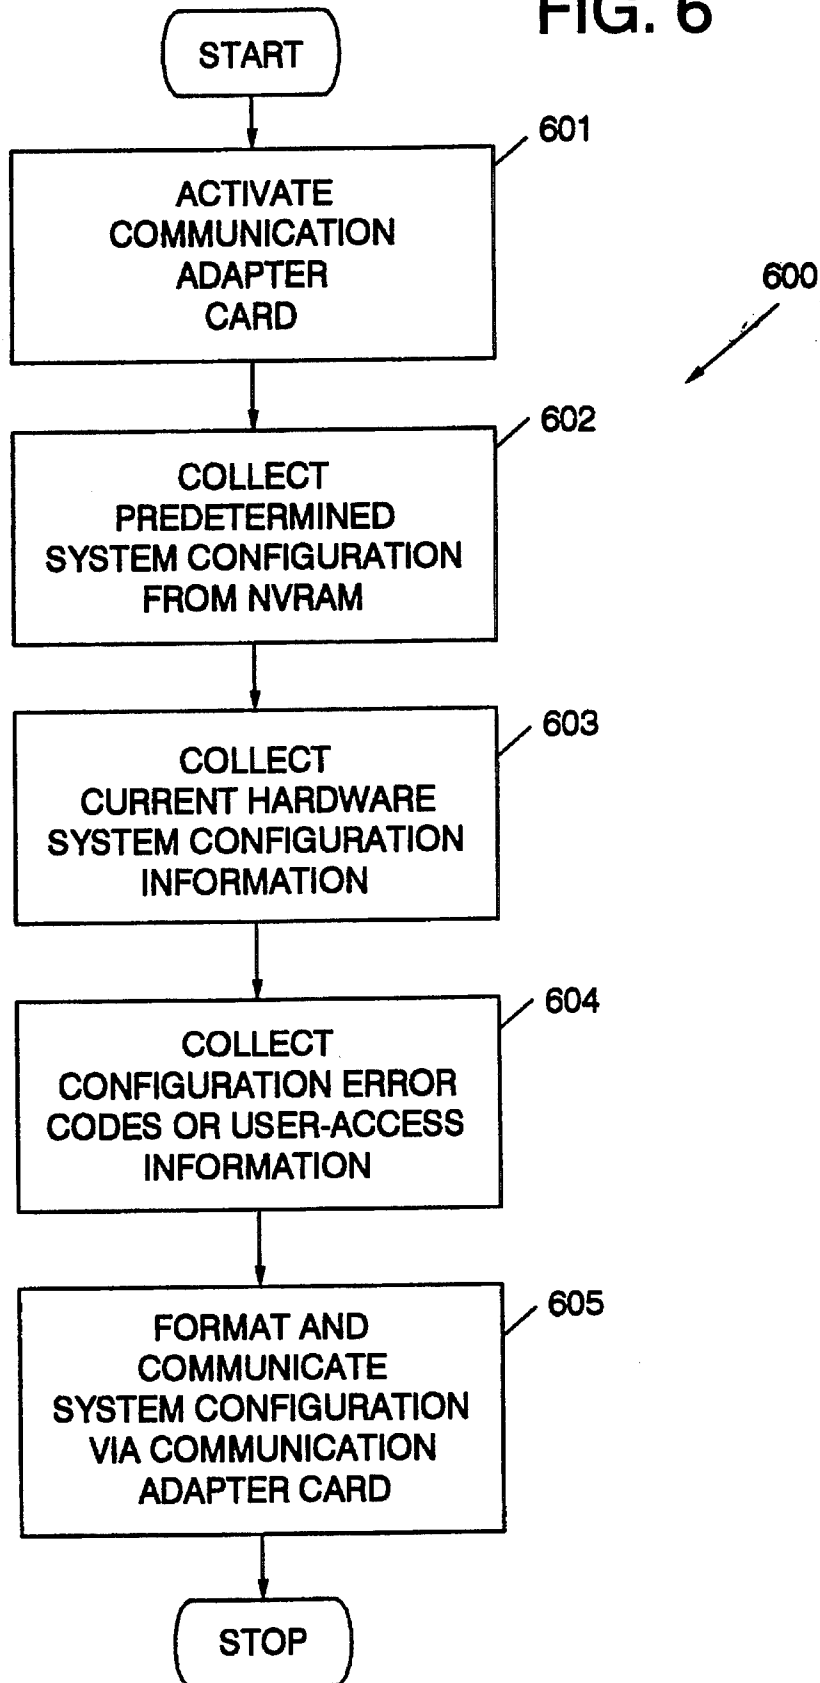 FIG. 6
START
601
ACTIVATE
COMMUNICATION
ADAPTER
CARD
600
602
COLLECT
PREDETERMINED
SYSTEM CONFIGURATION
FROM NVRAM
603
COLLECT
CURRENT HARDWARE
SYSTEM CONFIGURATION
INFORMATION
604
COLLECT
CONFIGURATION ERROR
CODES OR USER-ACCESS
INFORMATION
605
FORMAT AND
COMMUNICATE
SYSTEM CONFIGURATION
VIA COMMUNICATION
ADAPTER CARD
STOP